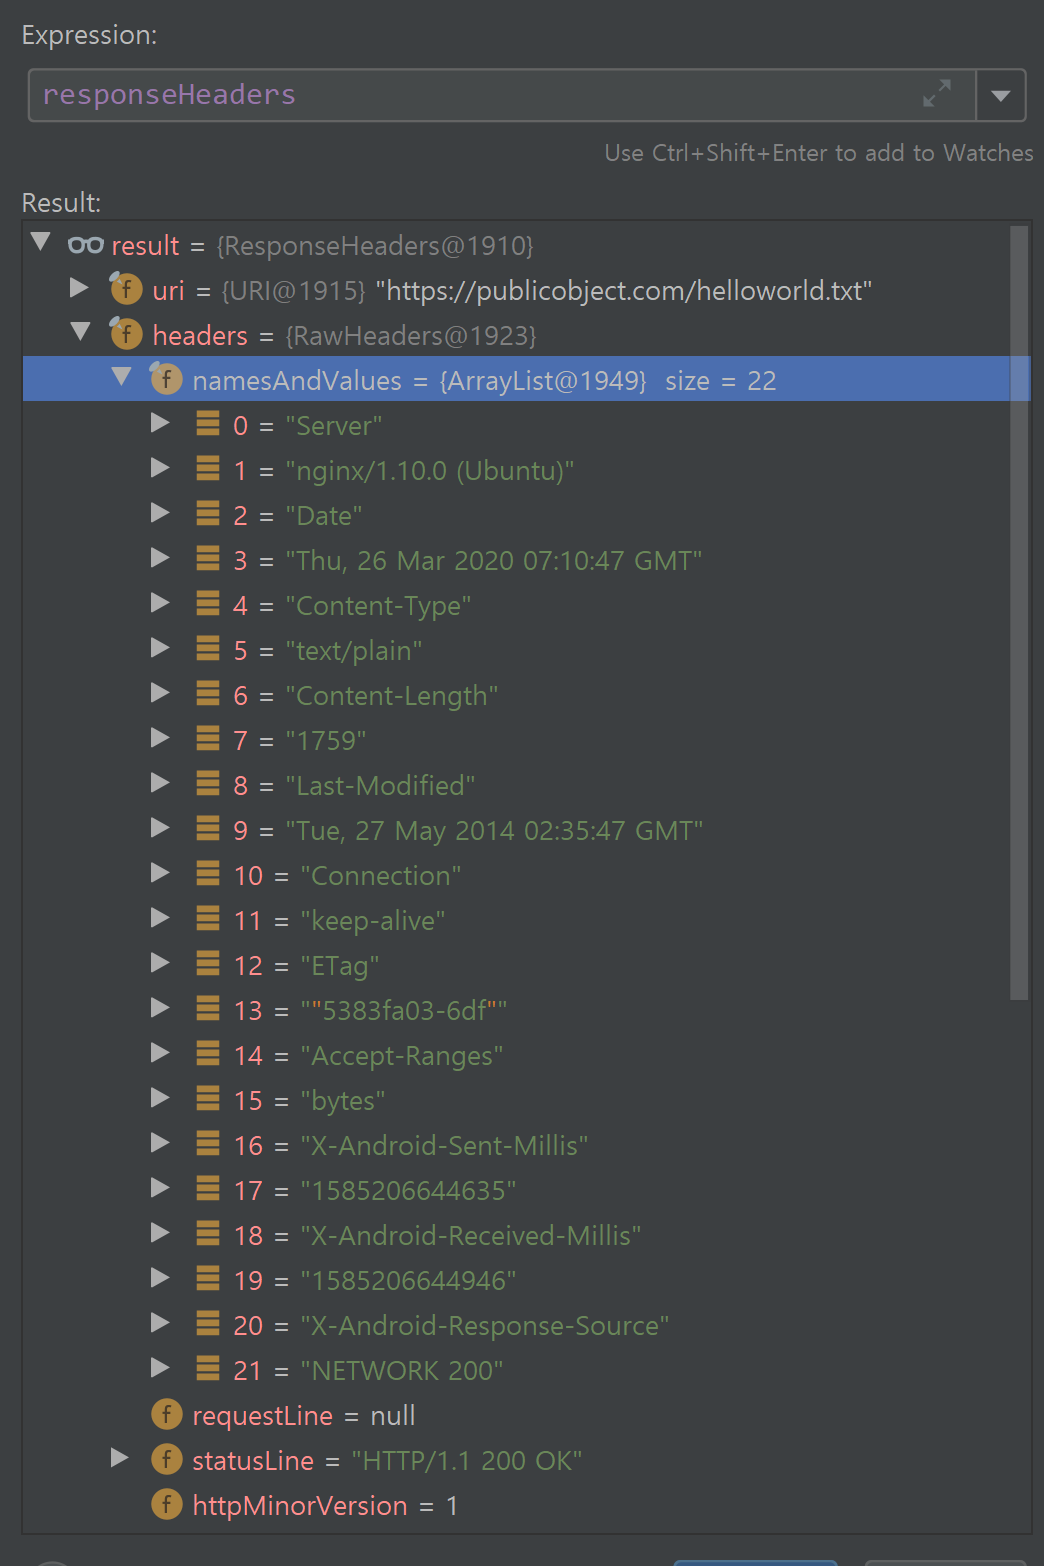 Expression:
responseHeaders
Use Ctrl+Shift+Enter to add to Watches
Result:
result = {ResponseHeaders@1910}
f uri = {URI@1915} "https://publicobject.com/helloworld.txt"
f headers = {RawHeaders@1923}
f namesAndValues = {ArrayList@1949} size = 22
0 = "Server"
1 = "nginx/1.10.0 (Ubuntu)"
2 = "Date"
3 = "Thu, 26 Mar 2020 07:10:47 GMT"
4 = "Content-Type"
5 = "text/plain"
6 = "Content-Length"
7 = "1759"
8 = "Last-Modified"
9 = "Tue, 27 May 2014 02:35:47 GMT"
10 = "Connection"
11 = "keep-alive"
12 = "ETag"
13 = ""5383fa03-6df""
14 = "Accept-Ranges"
15 = "bytes"
16 = "X-Android-Sent-Millis"
17 = "1585206644635"
18 = "X-Android-Received-Millis"
19 = "1585206644946"
20 = "X-Android-Response-Source"
21 = "NETWORK 200"
f requestLine = null
f statusLine = "HTTP/1.1 200 OK"
f httpMinorVersion = 1